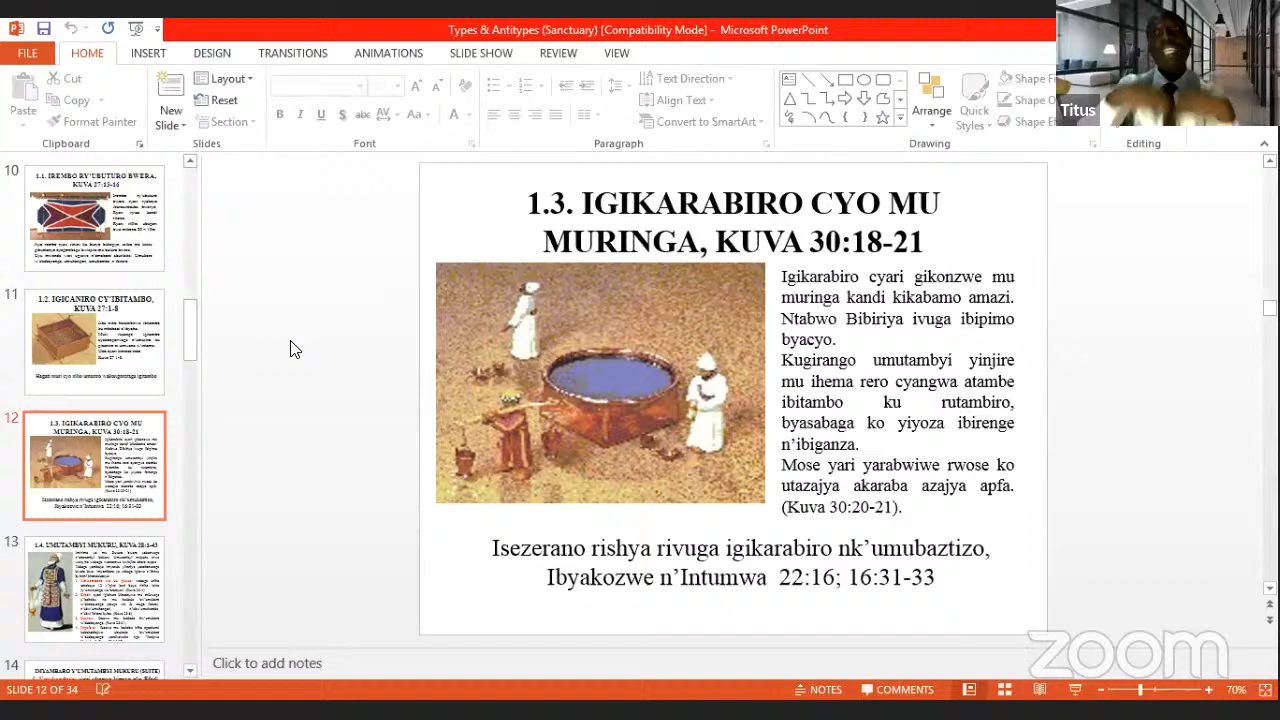 Types & Antitypes (Sanctuary) [Compatibility Mode] - Microsoft PowerPoint
FILE HOME INSERT DESIGN TRANSITIONS ANIMATIONS SLIDE SHOW REVIEW VIEW
Paste
Cut
Copy
Format Painter
Clipboard
New
Slide
Layout
Reset
Section
Slides
B I U S abc AV Aa A
Font
Text Direction
Align Text
Convert to SmartArt
Paragraph
Arrange
Quick
Styles
Shape
Shape
Shape
Drawing
Editing
Titus
10
1.1. IREMBO RY'UBUTURO BWERA,
KUVA 27:13-16
11
1.2. IGICANIRO CY'IBITAMBO,
KUVA 27:1-8
12
1.3. IGIKARABIRO CYO MU
MURINGA, KUVA 30:18-21
13
1.4. UMUTAMBYI MUKURU, KUVA 28:1-43
14
1.3. IGIKARABIRO CYO MU
MURINGA, KUVA 30:18-21
Igikarabiro cyari gikonzwe mu
muringa kandi kikabamo amazi.
Ntabwo Bibiriya ivuga ibipimo
byacyo.
Kugirango umutambyi yinjire
mu ihema rero cyangwa atambe
ibitambo ku rutambiro,
byasabaga ko yiyoza ibirenge
n'ibiganza.
Mose yari yarabwiwe rwose ko
utazajya akaraba azajya apfa.
(Kuva 30:20-21).
Isezerano rishya rivuga igikarabiro nk'umubaztizo,
Ibyakozwe n'Intumwa 22:16; 16:31-33
zoom
Click to add notes
SLIDE 12 OF 34
NOTES
COMMENTS
70%